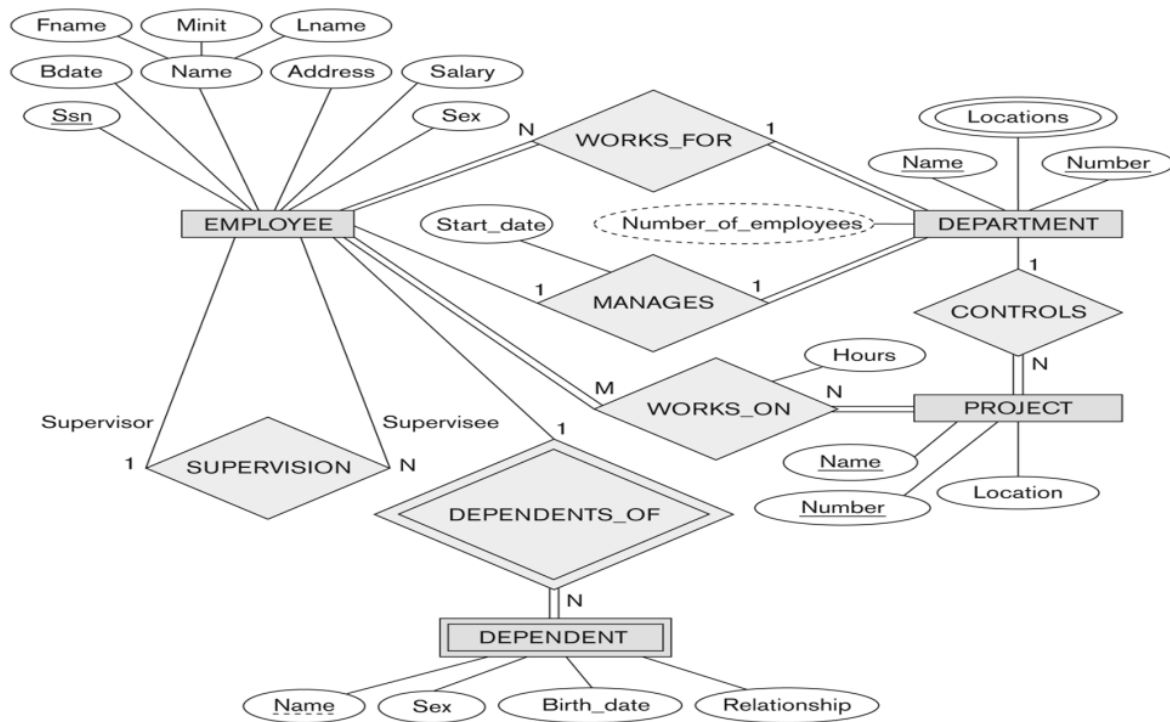 Fname
Minit
Lname
Bdate
Name
Address
Salary
Ssn
Sex
Locations
N
WORKS_FOR
1
Name
Number
EMPLOYEE
Start_date
Number_of_employees
DEPARTMENT
1
MANAGES
1
1
CONTROLS
N
Hours
M
WORKS_ON
N
PROJECT
Supervisor
Supervisee
1
SUPERVISION
N
1
Name
Number
Location
DEPENDENTS_OF
N
DEPENDENT
Name
Sex
Birth_date
Relationship